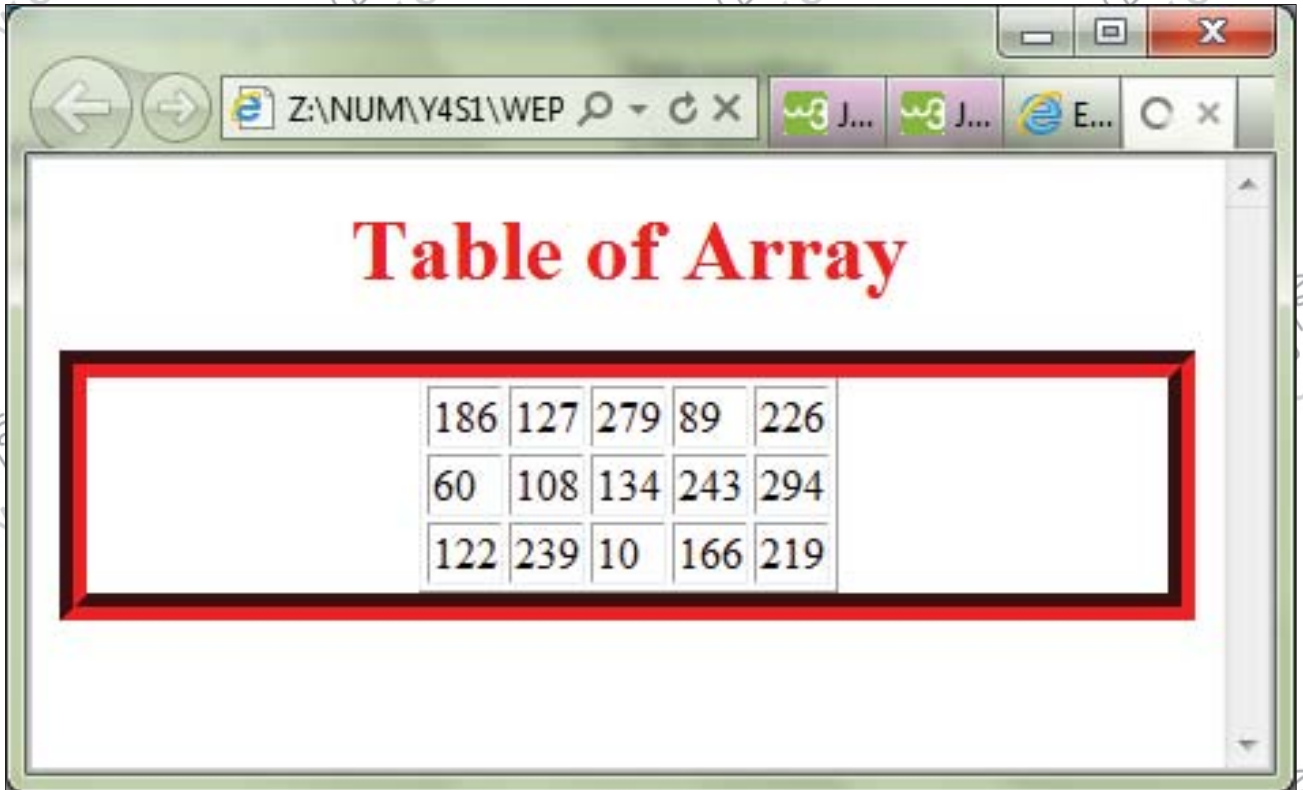 Z:\NUM\Y4S1\WEP
J...
J...
E...
Table of Array
186 127 279 89 226
60 108 134 243 294
122 239 10 166 219